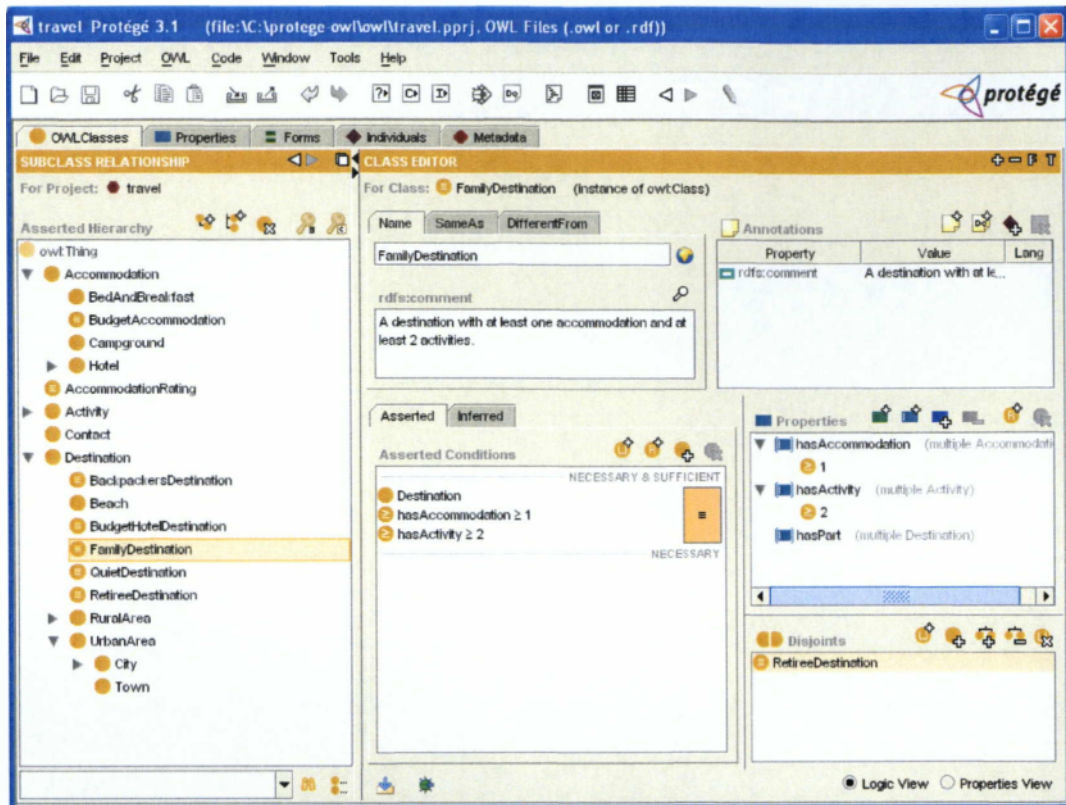 travel Protégé 3.1 (file:\C:\protege-owl\owl\travel.pprj, OWL Files (.owl or .rdf))
File Edit Project OWL Code Window Tools Help
protégé
OWLClasses Properties Forms Individuals Metadata
SUBCLASS RELATIONSHIP
For Project: travel
Asserted Hierarchy
owl:Thing
Accommodation
BedAndBreakfast
BudgetAccommodation
Campground
Hotel
AccommodationRating
Activity
Contact
Destination
BackpackersDestination
Beach
BudgetHotelDestination
FamilyDestination
QuietDestination
RetireeDestination
RuralArea
UrbanArea
City
Town
CLASS EDITOR
For Class: FamilyDestination (instance of owl:Class)
Name SameAs DifferentFrom
FamilyDestination
rdfs:comment
A destination with at least one accommodation and at
least 2 activities.
Annotations
Property Value Lang
rdfs:comment A destination with at le...
Asserted Inferred
Asserted Conditions
NECESSARY & SUFFICIENT
Destination
hasAccommodation ≥ 1
hasActivity ≥ 2
≡
NECESSARY
Properties
hasAccommodation (multiple Accommodati
≥ 1
hasActivity (multiple Activity)
≥ 2
hasPart (multiple Destination)
Disjoints
RetireeDestination
Logic View Properties View